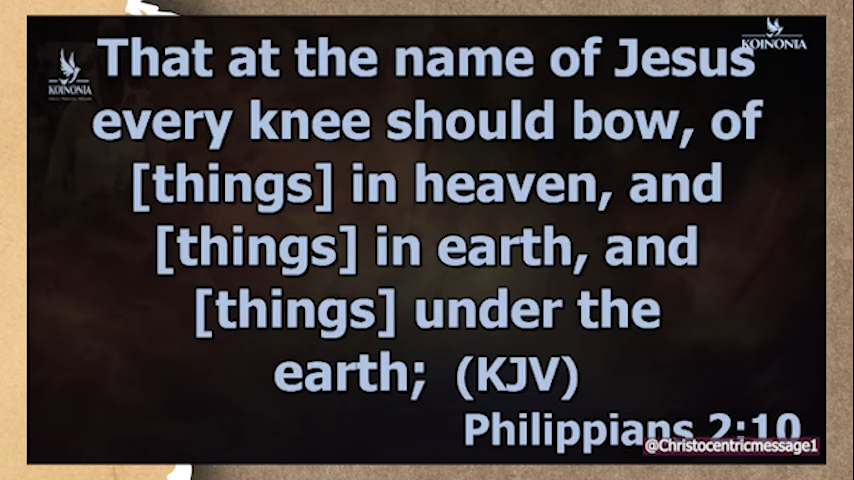 KOINONIA
KOINONIA
That at the name of Jesus
every knee should bow, of
[things] in heaven, and
[things] in earth, and
[things] under the
earth; (KJV)
Philippians 2:10
@Christocentricmessage1